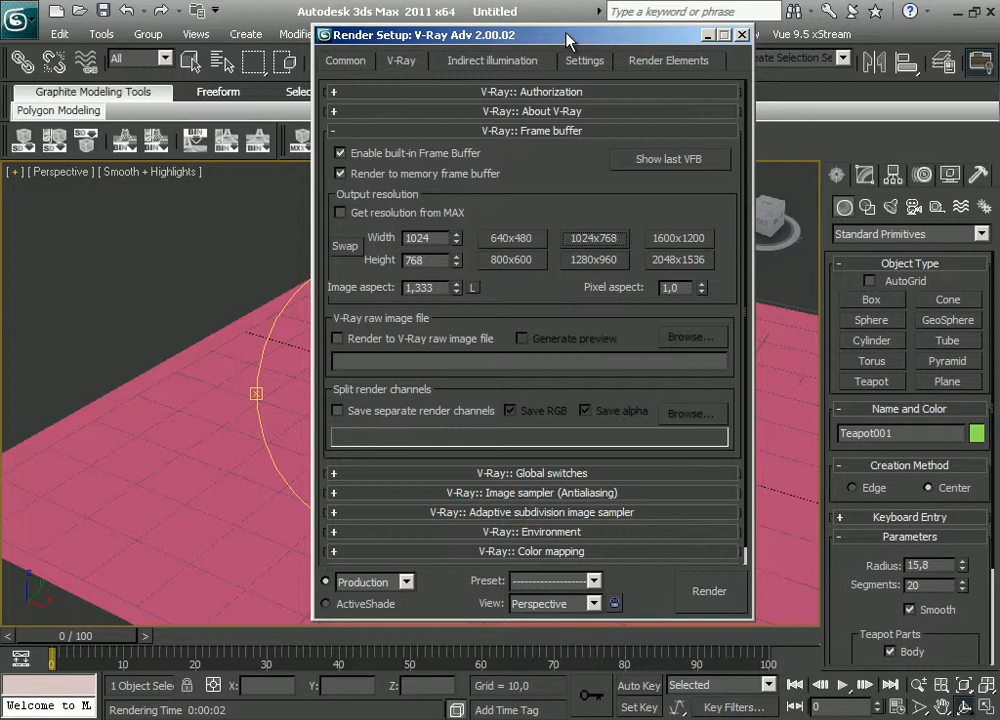 Autodesk 3ds Max 2011 x64 Untitled
Type a keyword or phrase
Edit Tools Group Views Create Modifi
Vue 9.5 xStream
All
Create Selection Se
Graphite Modeling Tools Freeform Selec
Polygon Modeling
[ + ] [ Perspective ] [ Smooth + Highlights ]
Render Setup: V-Ray Adv 2.00.02
Common V-Ray Indirect illumination Settings Render Elements
+ V-Ray:: Authorization
+ V-Ray:: About V-Ray
- V-Ray:: Frame buffer
Enable built-in Frame Buffer Show last VFB
Render to memory frame buffer
Output resolution
Get resolution from MAX
Swap Width 1024 640x480 1024x768 1600x1200
Height 768 800x600 1280x960 2048x1536
Image aspect: 1,333 L Pixel aspect: 1,0
V-Ray raw image file
Render to V-Ray raw image file Generate preview Browse...
Split render channels
Save separate render channels Save RGB Save alpha Browse...
+ V-Ray:: Global switches
+ V-Ray:: Image sampler (Antialiasing)
+ V-Ray:: Adaptive subdivision image sampler
+ V-Ray:: Environment
+ V-Ray:: Color mapping
Production Preset: -------------------
ActiveShade View: Perspective
Render
Standard Primitives
- Object Type
AutoGrid
Box Cone
Sphere GeoSphere
Cylinder Tube
Torus Pyramid
Teapot Plane
- Name and Color
Teapot001
- Creation Method
Edge Center
+ Keyboard Entry
- Parameters
Radius: 15,8
Segments: 20
Smooth
Teapot Parts
Body
z
< 0 / 100 >
0 10 20 30 40 50 60 70 80 90 100
1 Object Sele X: Y: Z: Grid = 10,0 Auto Key Selected
Welcome to M. Rendering Time 0:00:02 Add Time Tag Set Key Key Filters... 0